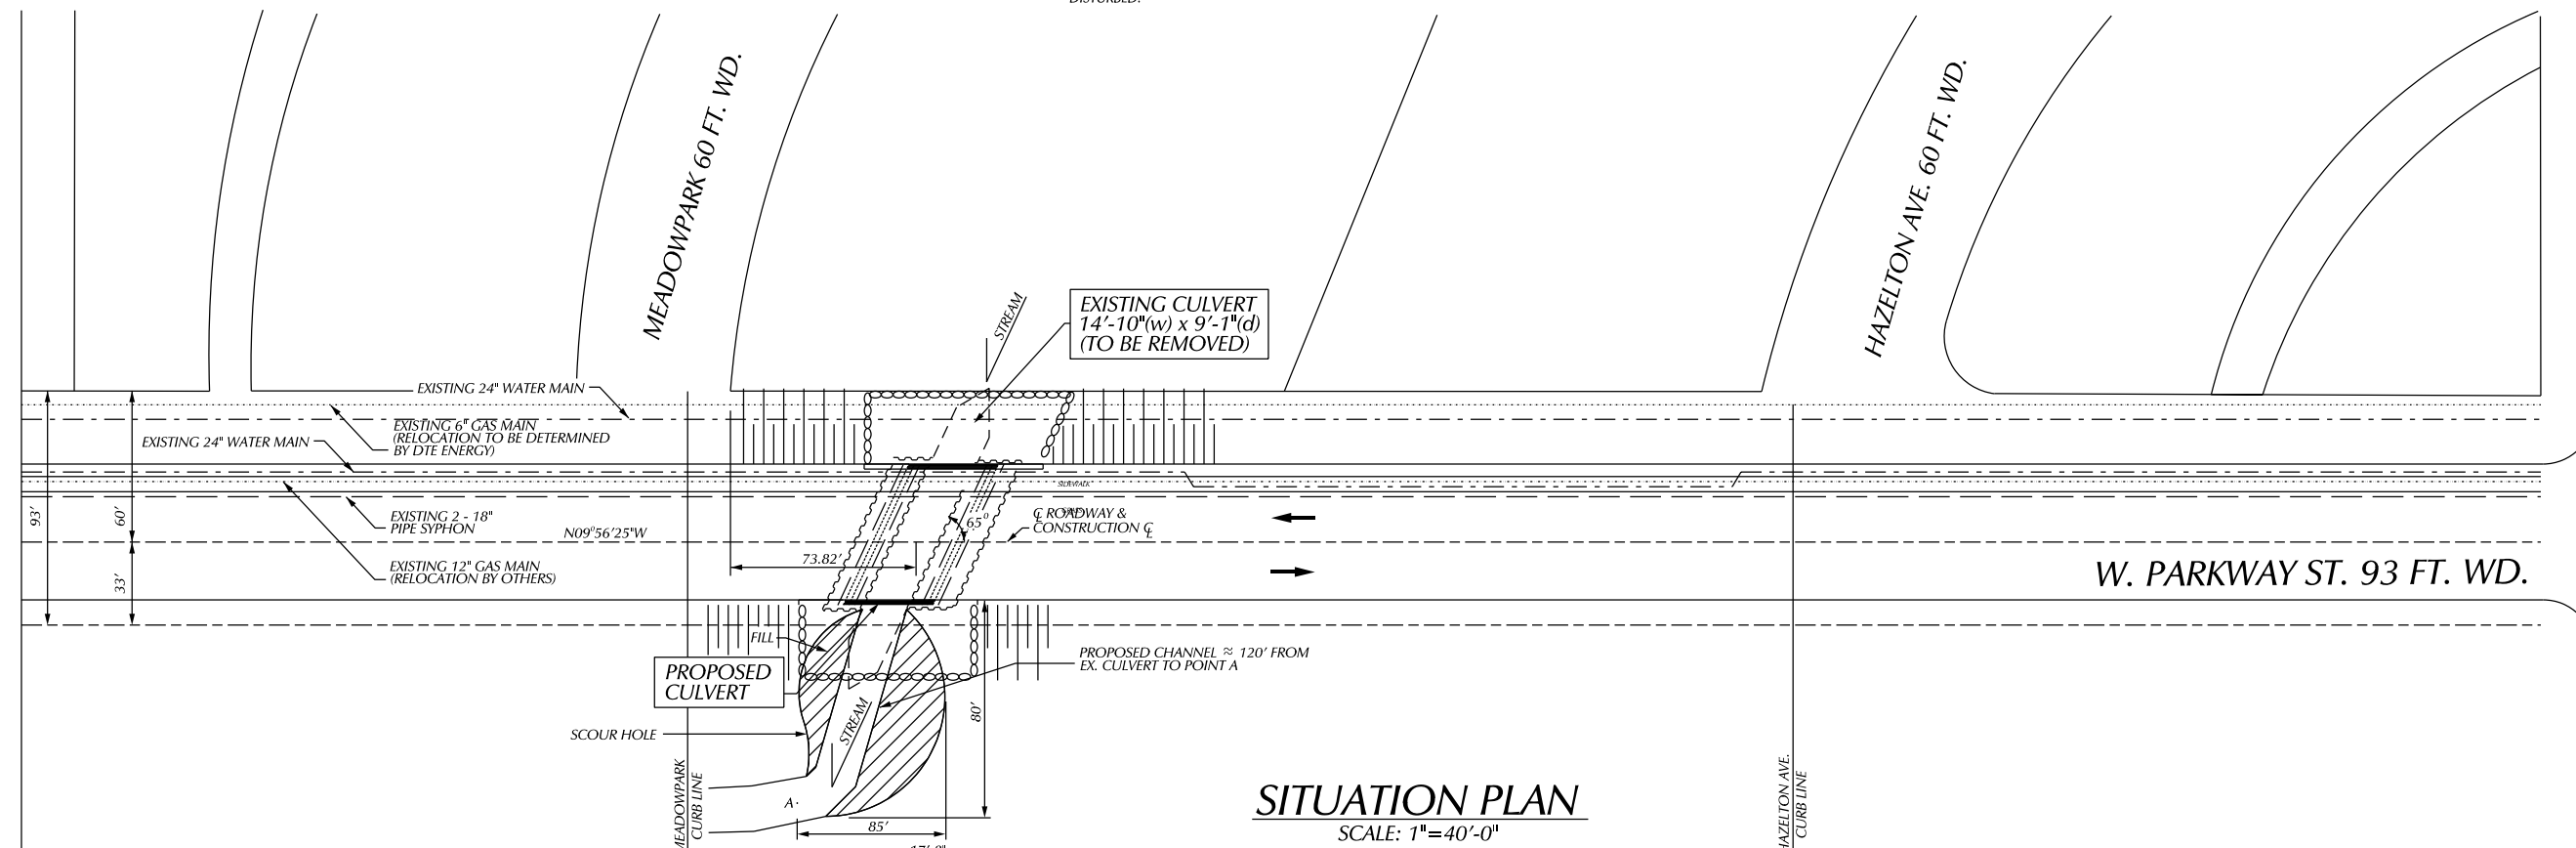 DISTURBED.
MEADOWPARK 60 FT. WD.
HAZELTON AVE. 60 FT. WD.
STREAM
EXISTING CULVERT
14'-10"(w) x 9'-1"(d)
(TO BE REMOVED)
EXISTING 24" WATER MAIN
EXISTING 6" GAS MAIN
(RELOCATION TO BE DETERMINED
BY DTE ENERGY)
EXISTING 24" WATER MAIN
SIDEWALK
93'
60'
EXISTING 2 - 18"
PIPE SYPHON
N09°56'25"W
65°
℄ ROADWAY &
CONSTRUCTION ℄
73.82'
EXISTING 12" GAS MAIN
(RELOCATION BY OTHERS)
33'
W. PARKWAY ST. 93 FT. WD.
FILL
PROPOSED
CULVERT
PROPOSED CHANNEL ≈ 120' FROM
EX. CULVERT TO POINT A
STREAM
80'
SCOUR HOLE
MEADOWPARK
CURB LINE
A
85'
17'-0"
SITUATION PLAN
SCALE: 1"=40'-0"
HAZELTON AVE.
CURB LINE